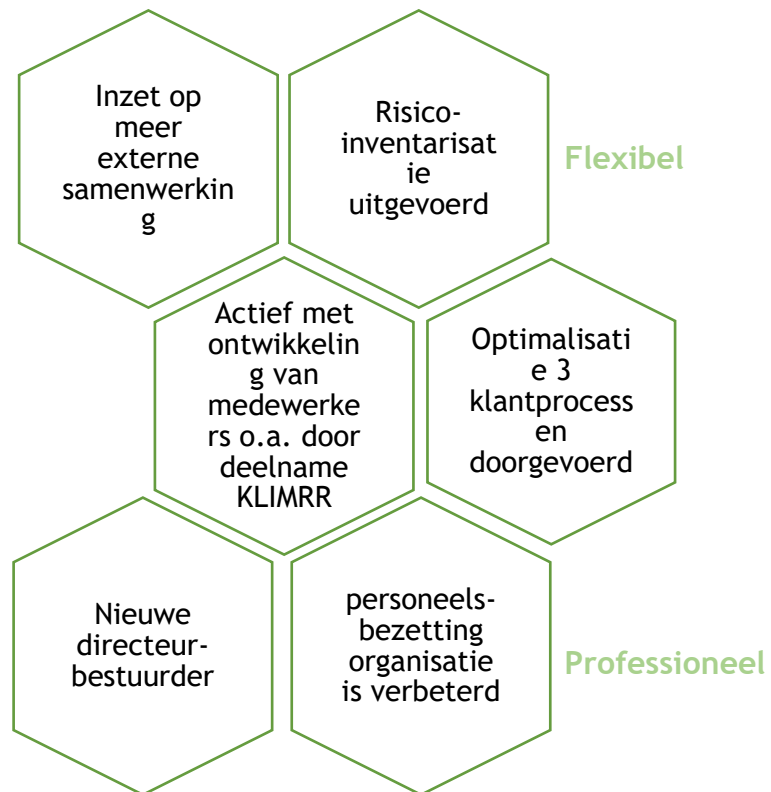 Inzet op
meer
externe
samenwerkin
g
Risico-
inventarisat
ie
uitgevoerd
Flexibel
Actief met
ontwikkelin
g van
medewerke
rs o.a. door
deelname
KLIMRR
Optimalisati
e 3
klantprocess
en
doorgevoerd
Nieuwe
directeur-
bestuurder
personeels-
bezetting
organisatie
is verbeterd
Professioneel